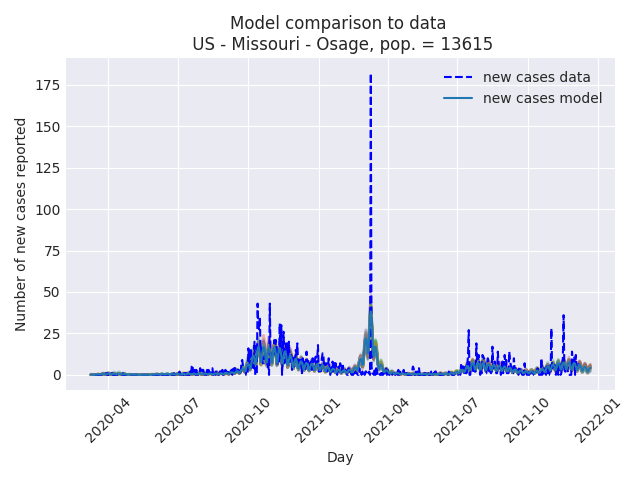 Model comparison to data
US - Missouri - Osage, pop. = 13615
new cases data
new cases model
Number of new cases reported
175
150
125
100
75
50
25
0
2020-04
2020-07
2020-10
2021-01
2021-04
2021-07
2021-10
2022-01
Day